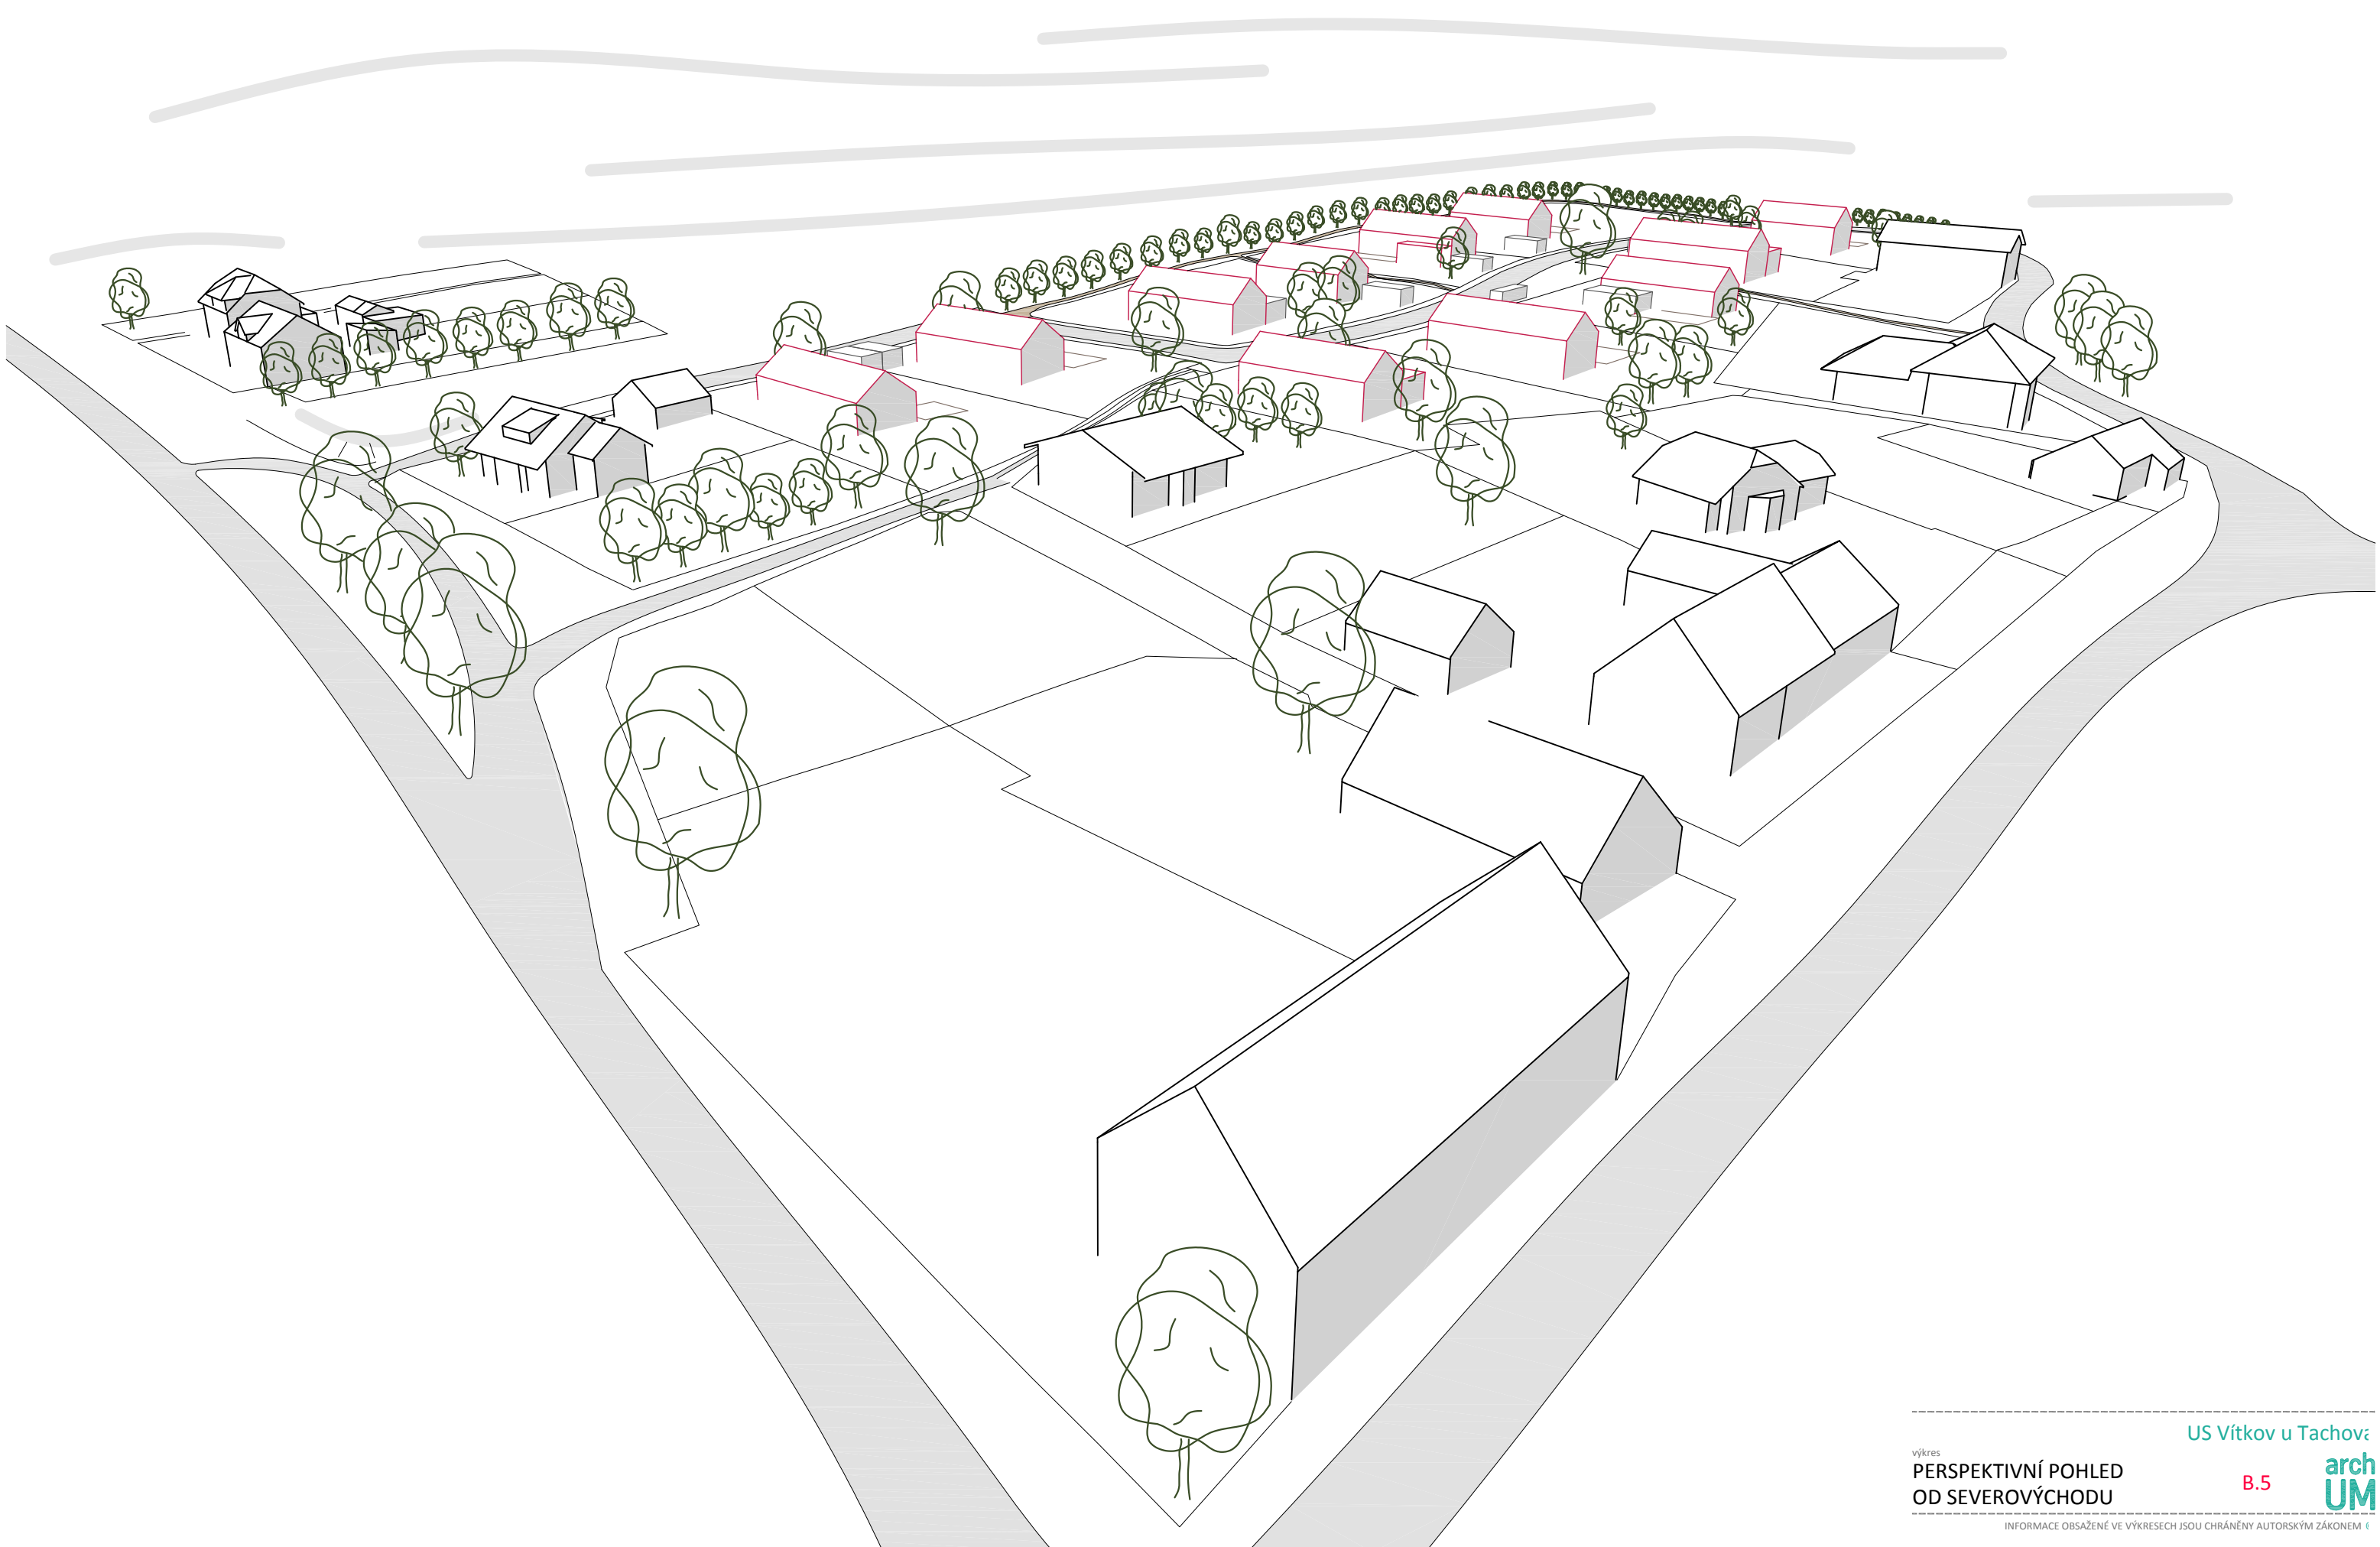 US Vítkov u Tachova
výkres
PERSPEKTIVNÍ POHLED
OD SEVEROVÝCHODU
B.5
arch
UM
INFORMACE OBSAŽENÉ VE VÝKRESECH JSOU CHRÁNĚNY AUTORSKÝM ZÁKONEM